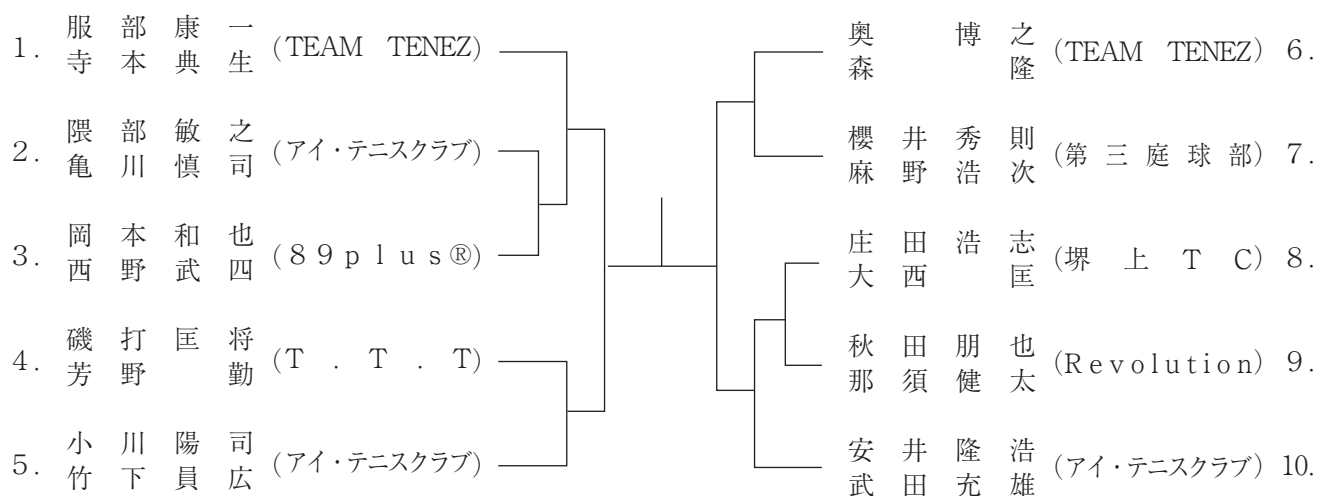 服部康一
1. 寺本典生 (TEAM TENEZ)
隈部敏之
2. 亀川慎司 (アイ・テニスクラブ)
岡本和也
3. 西野武四 (89plus®)
磯打匡将
4. 芳野勤 (T.T.T)
小川陽司
5. 竹下員広 (アイ・テニスクラブ)
奥博之
森隆 (TEAM TENEZ) 6.
櫻井秀則
麻野浩次 (第三庭球部) 7.
庄田浩志
大西匡 (堺上TC) 8.
秋田朋也
那須健太 (Revolution) 9.
安井隆浩
武田充雄 (アイ・テニスクラブ) 10.